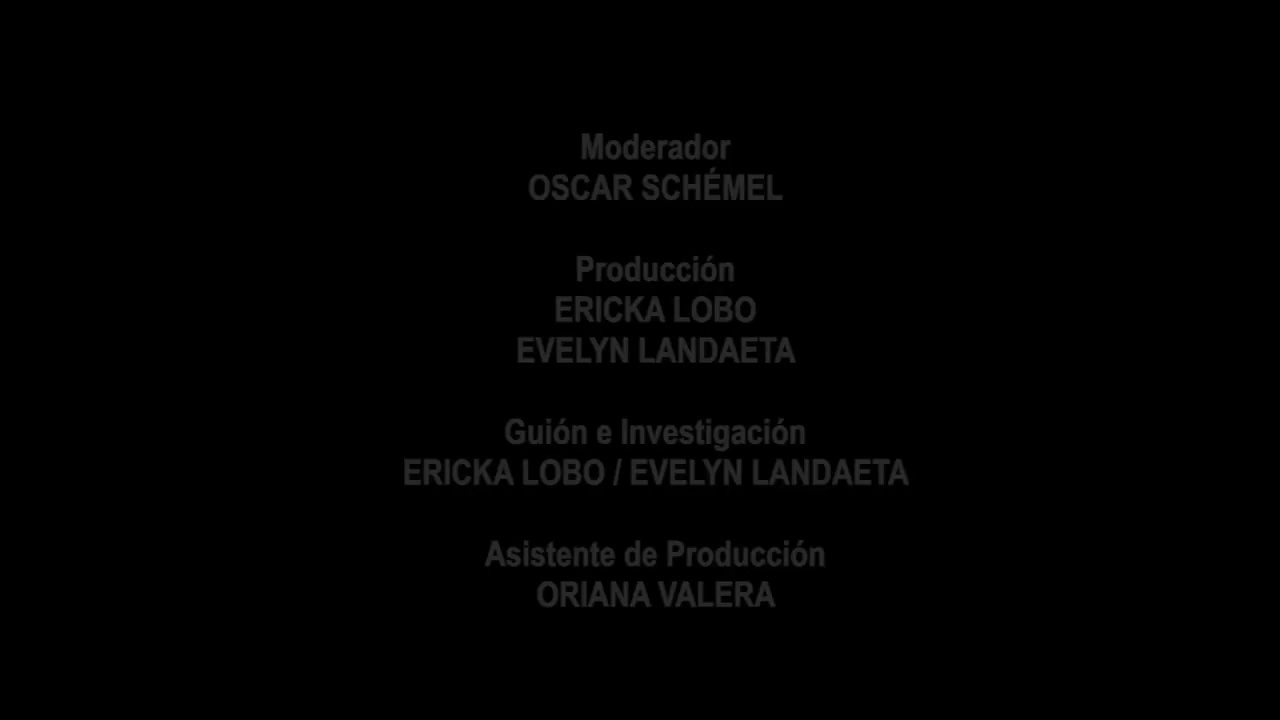 Moderador
OSCAR SCHÉMEL
Producción
ERICKA LOBO
EVELYN LANDAETA
Guión e Investigación
ERICKA LOBO / EVELYN LANDAETA
Asistente de Producción
ORIANA VALERA